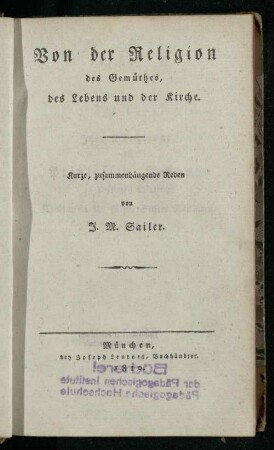 Von der Religion
des Gemüthes,
des Lebens und der Kirche.
Kurze, zusammenhängende Reden
von
J. M. Sailer.
München,
bey Joseph Lentner, Buchhändler.
Bücherei
der Pädagogischen Institute
Pädagogische Hochschule